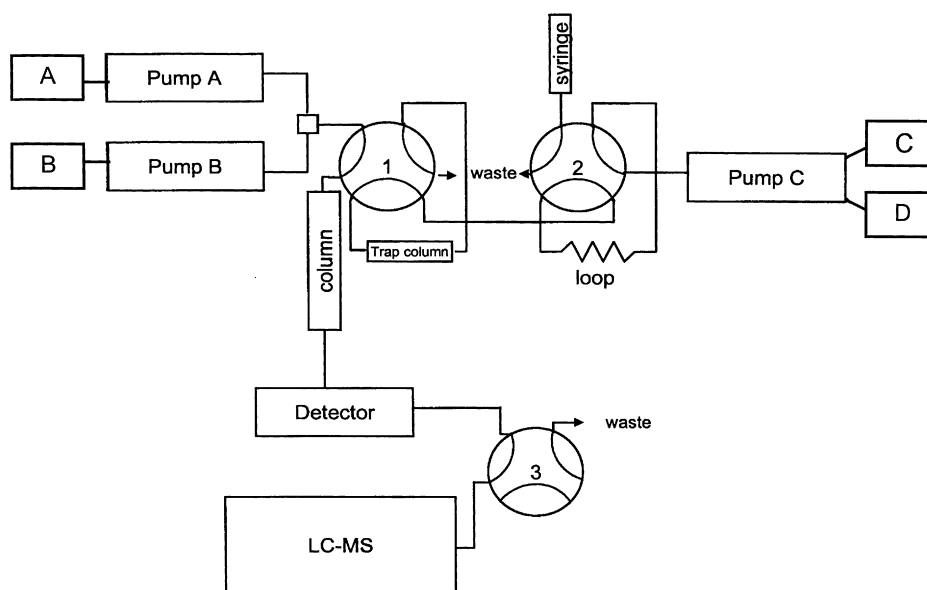 syringe
A
Pump A
B
Pump B
1
waste
2
Pump C
C
D
Trap column
column
loop
Detector
waste
3
LC-MS